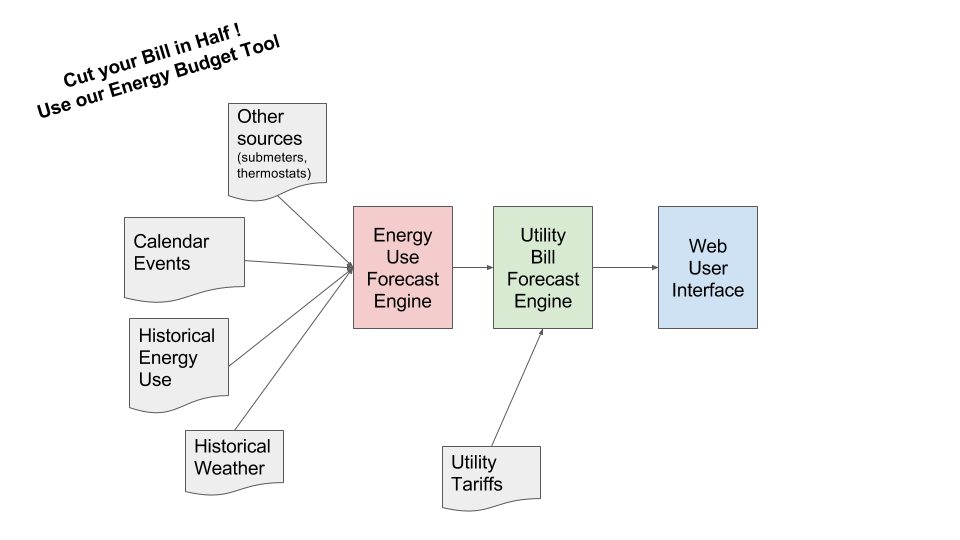 Cut your Bill in Half !
Use our Energy Budget Tool
Other
sources
(submeters,
thermostats)
Calendar
Events
Historical
Energy
Use
Historical
Weather
Energy
Use
Forecast
Engine
Utility
Bill
Forecast
Engine
Web
User
Interface
Utility
Tariffs